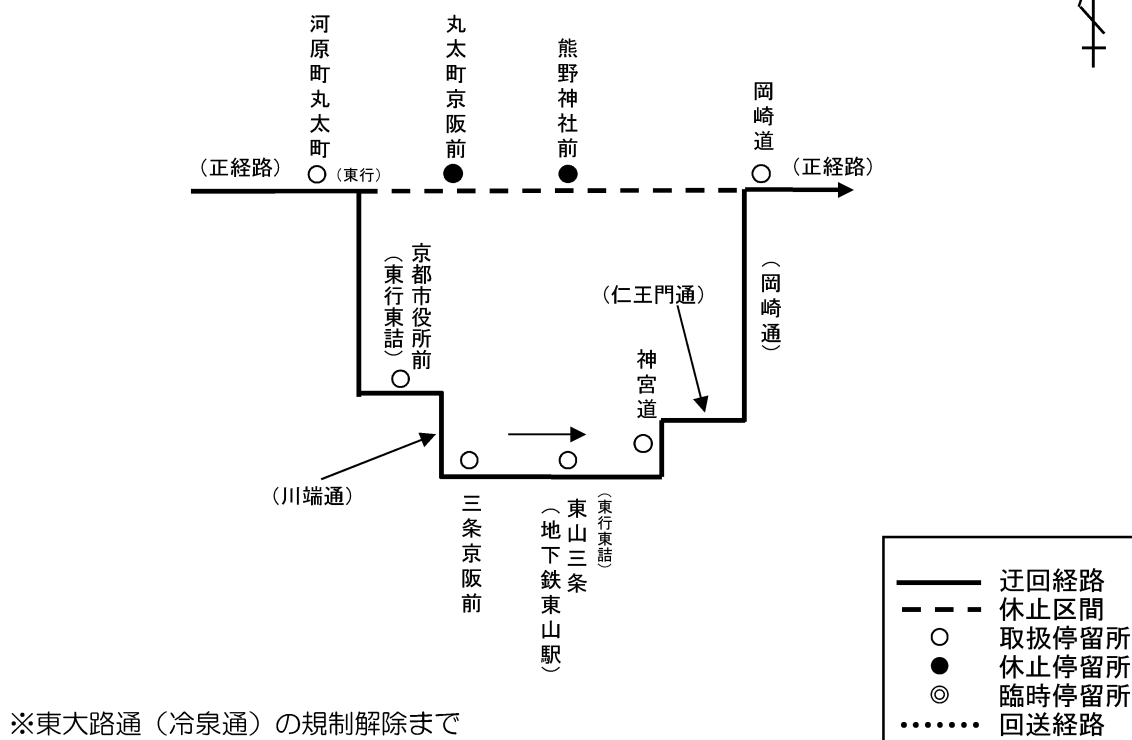 河原町丸太町
丸太町京阪前
熊野神社前
岡崎道
（正経路）
（東行）
（正経路）
京都市役所前
（東行東詰）
（仁王門通）
（岡崎通）
神宮道
（川端通）
三条京阪前
東山三条
（地下鉄東山駅）
（東行東詰）
迂回経路
休止区間
取扱停留所
休止停留所
臨時停留所
回送経路
※東大路通（冷泉通）の規制解除まで